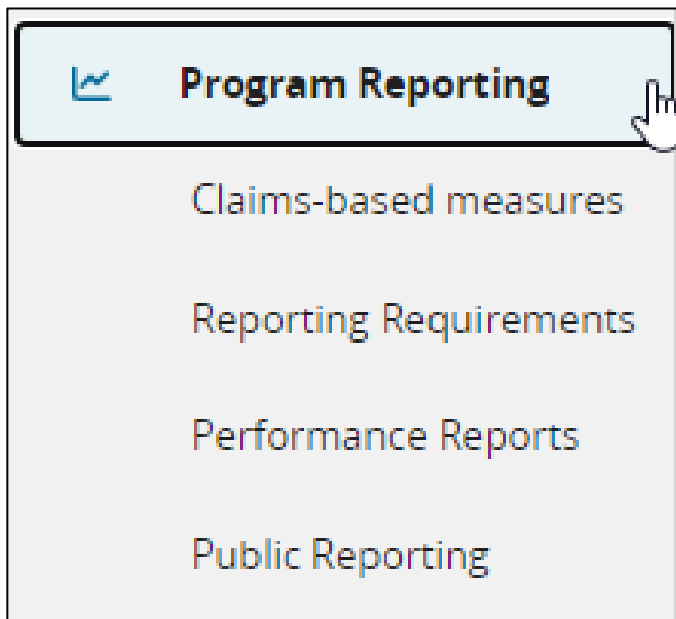 Program Reporting
Claims-based measures
Reporting Requirements
Performance Reports
Public Reporting